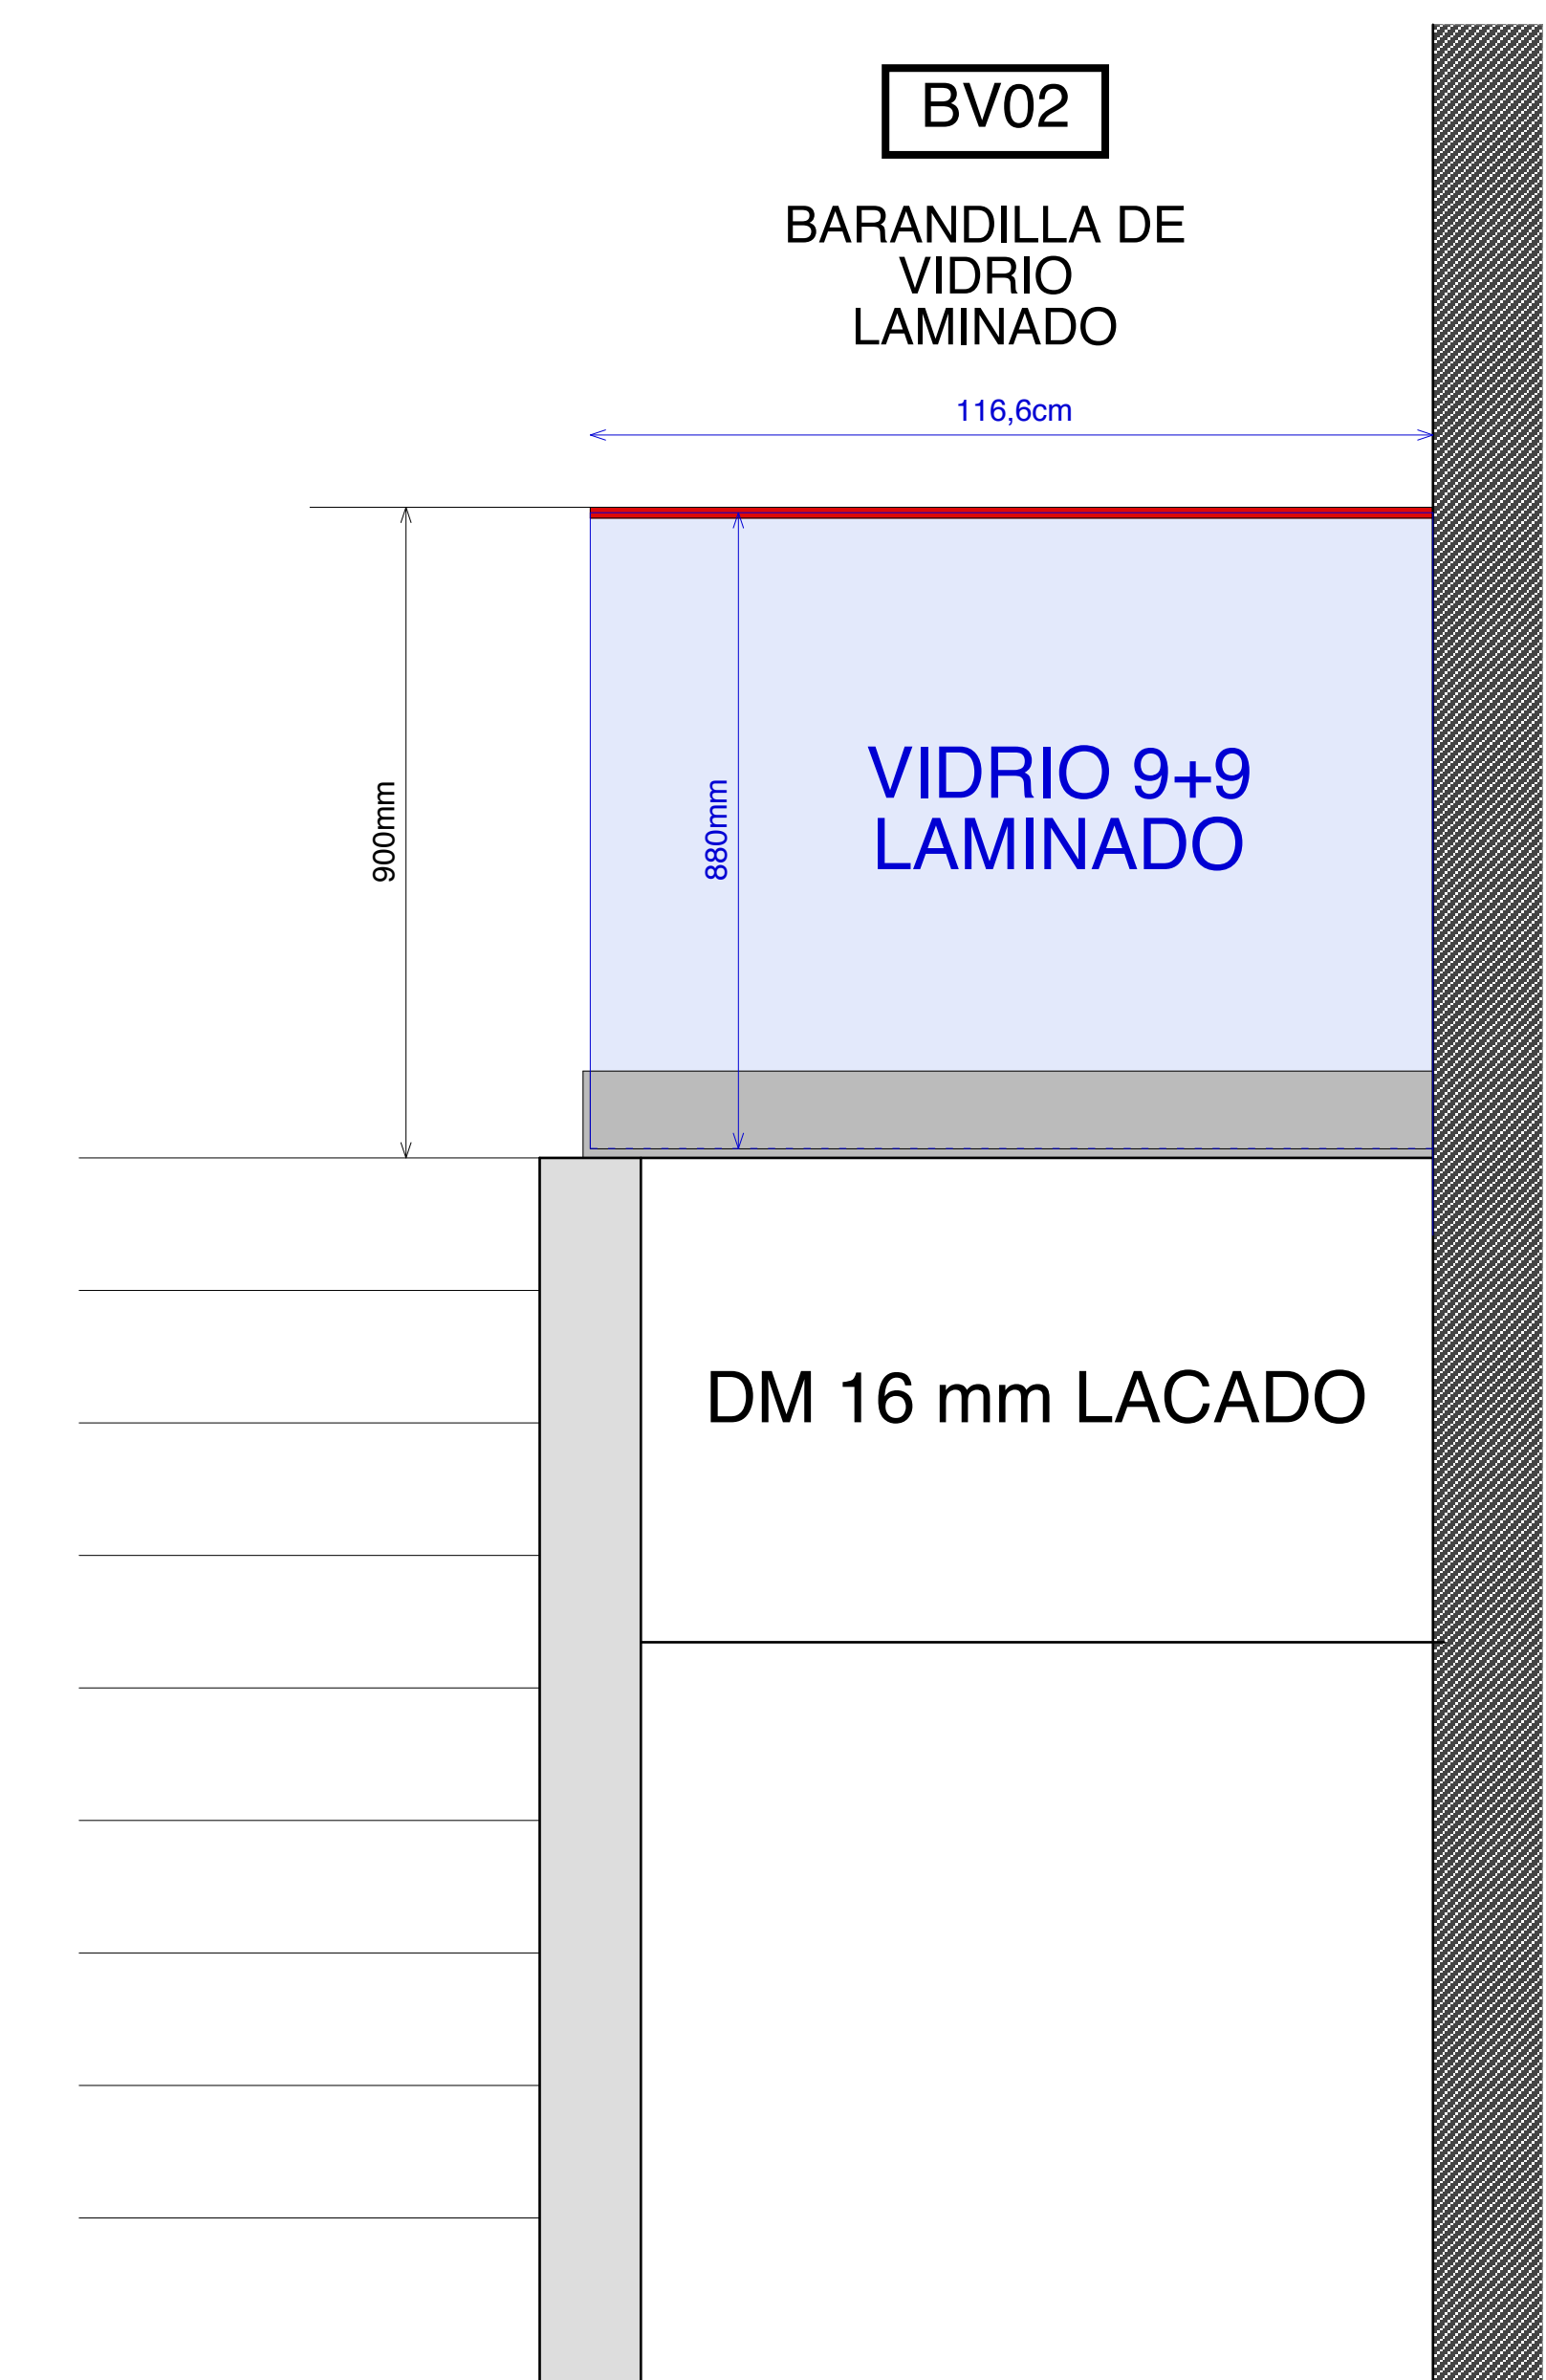 BV02
BARANDILLA DE
VIDRIO
LAMINADO
116,6cm
900mm
880mm
VIDRIO 9+9
LAMINADO
DM 16 mm LACADO